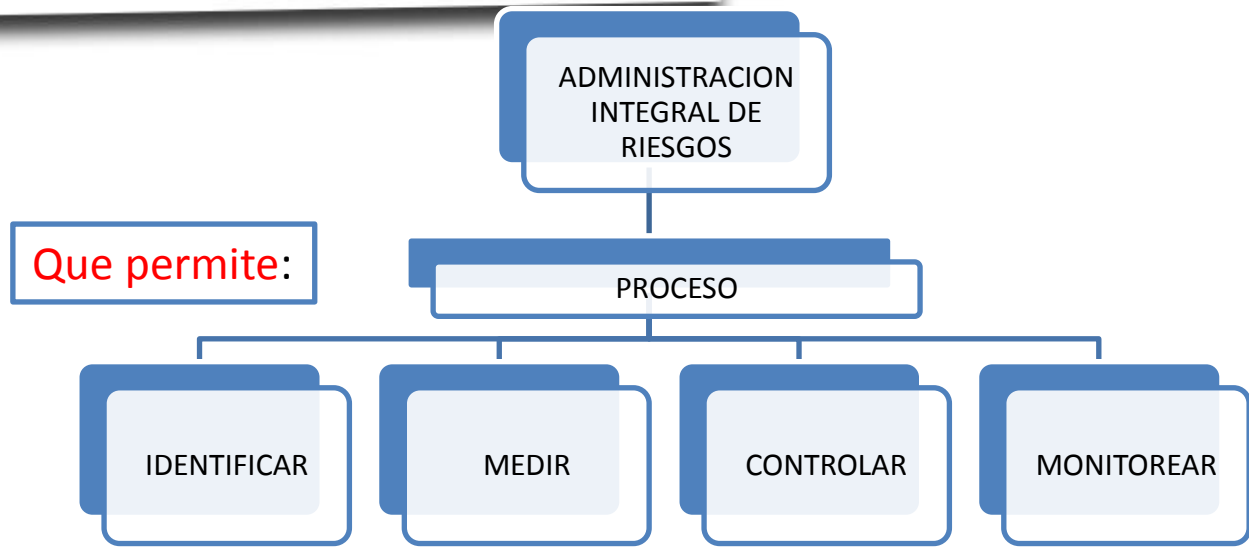 ADMINISTRACION
INTEGRAL DE
RIESGOS
Que permite:
PROCESO
IDENTIFICAR
MEDIR
CONTROLAR
MONITOREAR